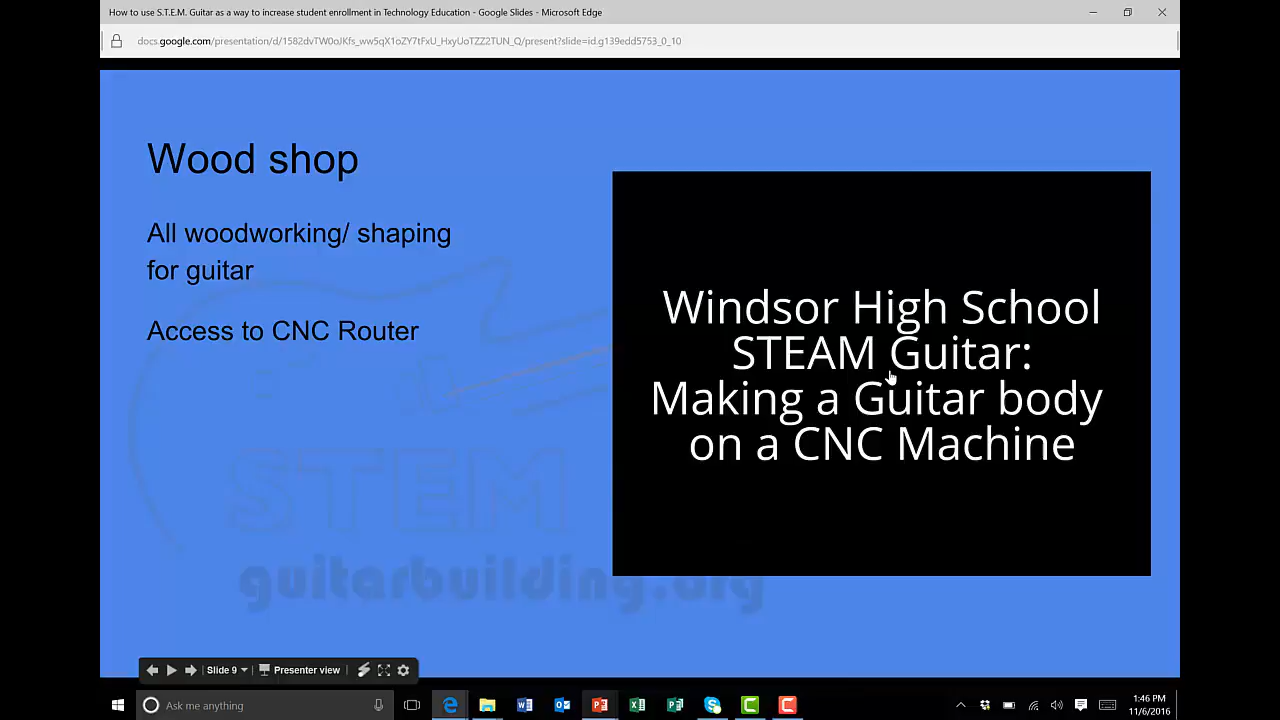 How to use S.T.E.M. Guitar as a way to increase student enrollment in Technology Education - Google Slides - Microsoft Edge
docs.google.com/presentation/d/1582dvTW0oJKfs_ww5qX1oZY7tFxU_HxyUoTZZ2TUN_Q/present?slide=id.g139edd5753_0_10
Wood shop
All woodworking/ shaping
for guitar
Access to CNC Router
Windsor High School
STEAM Guitar:
Making a Guitar body
on a CNC Machine
STEM
guitarbuilding.org
Slide 9
Presenter view
Ask me anything
1:46 PM
11/6/2016